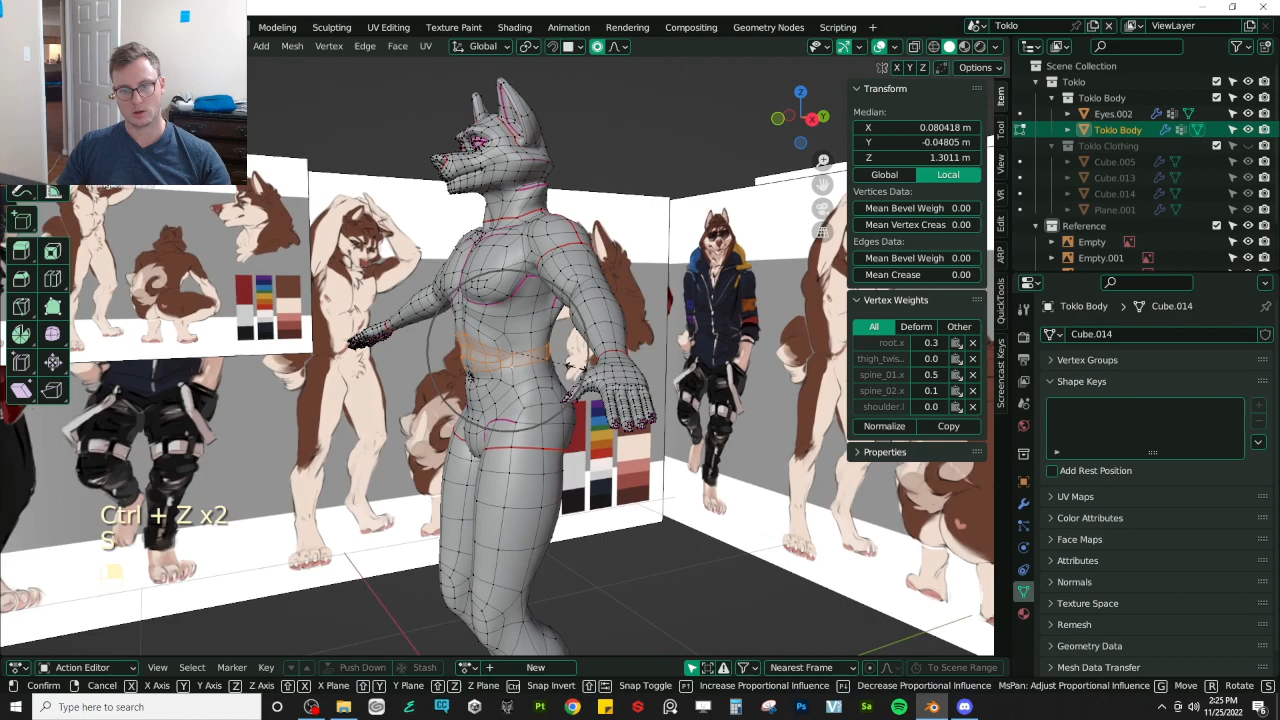 Modeling Sculpting UV Editing Texture Paint Shading Animation Rendering Compositing Geometry Nodes Scripting +
Toklo
ViewLayer
Add Mesh Vertex Edge Face UV
Global
X Y Z
Options
Transform
Median:
X 0.080418 m
Y -0.04805 m
Z 1.3011 m
Global Local
Vertices Data:
Mean Bevel Weigh 0.00
Mean Vertex Creas 0.00
Edges Data:
Mean Bevel Weigh 0.00
Mean Crease 0.00
Vertex Weights
All Deform Other
root.x 0.3
thigh_twis... 0.0
spine_01.x 0.5
spine_02.x 0.1
shoulder.l 0.0
Normalize Copy
Properties
Item
Tool
View
VR
Edit
ARP
QuickTools
Screencast Keys
Z
X
Y
Scene Collection
Toklo
Toklo Body
Eyes.002
Toklo Body
Toklo Clothing
Cube.005
Cube.013
Cube.014
Plane.001
Reference
Empty
Empty.001
Toklo Body Cube.014
Cube.014
Vertex Groups
Shape Keys
Add Rest Position
UV Maps
Color Attributes
Face Maps
Attributes
Normals
Texture Space
Remesh
Geometry Data
Mesh Data Transfer
Ctrl + Z x2
S
Action Editor View Select Marker Key Push Down Stash New Nearest Frame To Scene Range
Confirm Cancel X X Axis Y Y Axis Z Z Axis X X Plane Y Y Plane Z Z Plane Snap Invert Snap Toggle Increase Proportional Influence Decrease Proportional Influence MsPan: Adjust Proportional Influence G Move R Rotate S
Type here to search
2:25 PM
11/25/2022